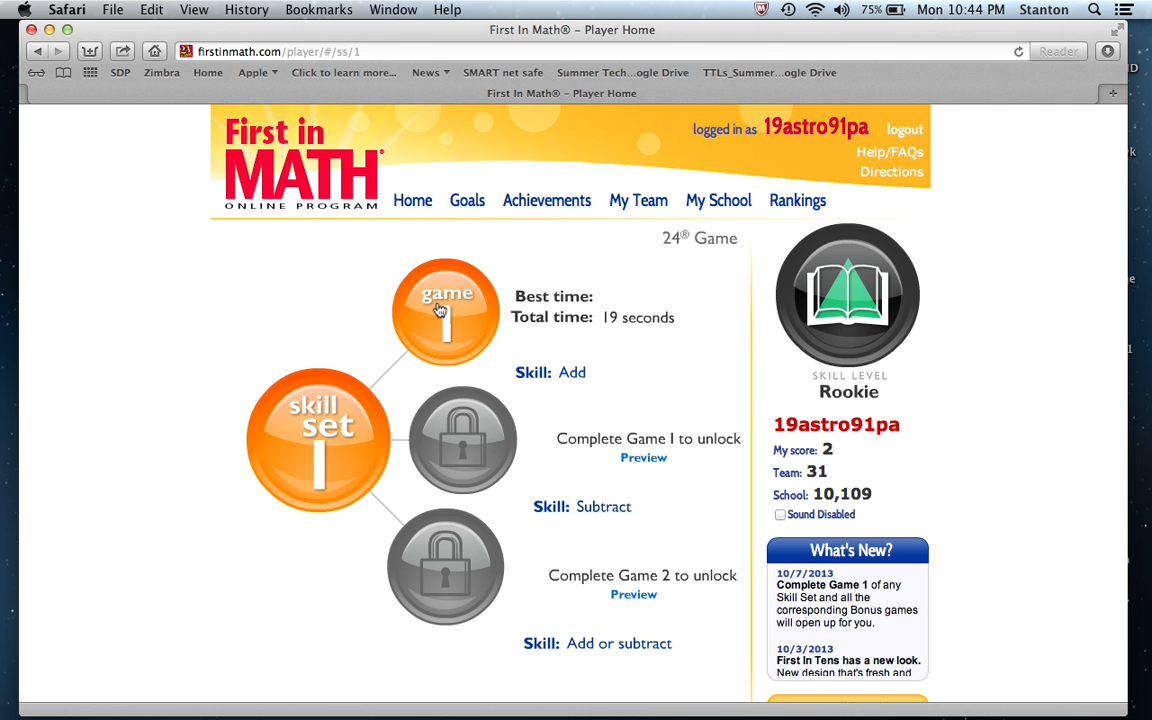 Safari File Edit View History Bookmarks Window Help 75% Mon 10:44 PM Stanton
First In Math® – Player Home
firstinmath.com/player/#/ss/1 Reader
SDP Zimbra Home Apple Click to learn more... News SMART net safe Summer Tech...ogle Drive TTLs_Summer...ogle Drive
First In Math® – Player Home
First in
MATH®
ONLINE PROGRAM
logged in as 19astro91pa logout
Help/FAQs
Directions
Home Goals Achievements My Team My School Rankings
24® Game
game
1
Best time:
Total time: 19 seconds
Skill: Add
skill
set
1
Complete Game 1 to unlock
Preview
Skill: Subtract
Complete Game 2 to unlock
Preview
Skill: Add or subtract
SKILL LEVEL
Rookie
19astro91pa
My score: 2
Team: 31
School: 10,109
Sound Disabled
What's New?
10/7/2013
Complete Game 1 of any
Skill Set and all the
corresponding Bonus games
will open up for you.
10/3/2013
First In Tens has a new look.
New design that's fresh and